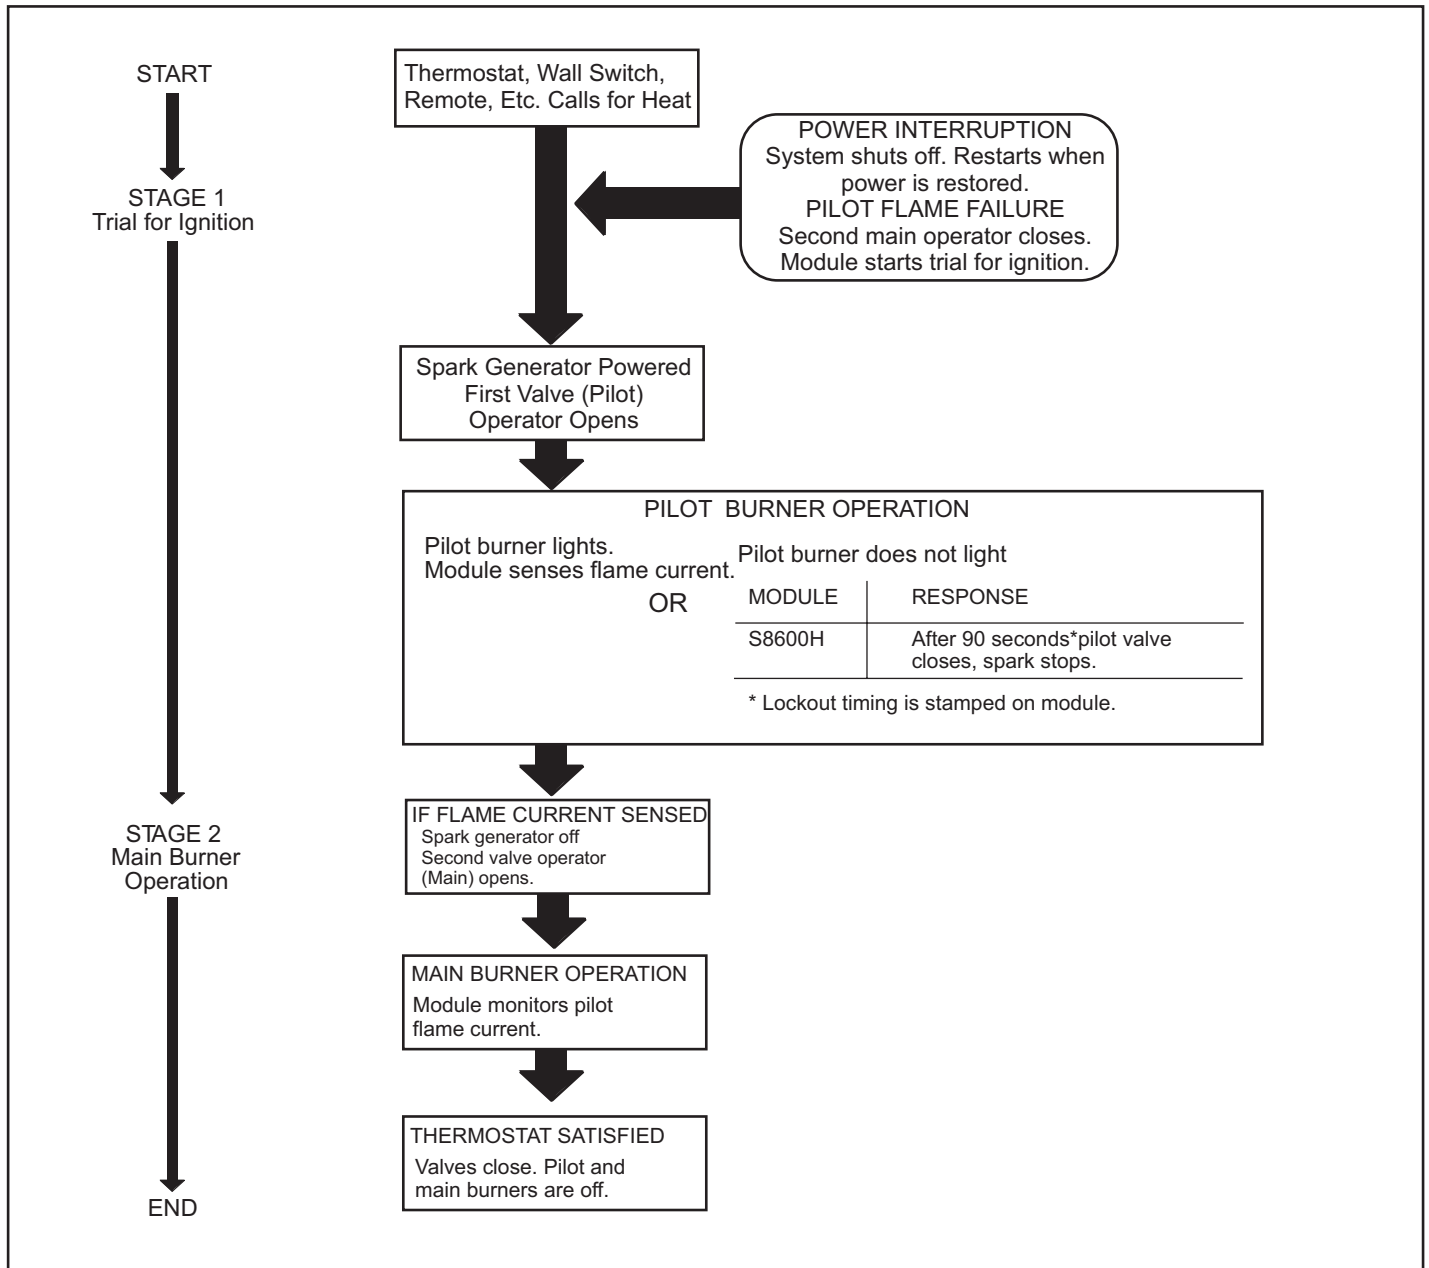 START
STAGE 1
Trial for Ignition
STAGE 2
Main Burner
Operation
END
Thermostat, Wall Switch,
Remote, Etc. Calls for Heat
POWER INTERRUPTION
System shuts off. Restarts when
power is restored.
PILOT FLAME FAILURE
Second main operator closes.
Module starts trial for ignition.
Spark Generator Powered
First Valve (Pilot)
Operator Opens
PILOT BURNER OPERATION
Pilot burner lights.
Module senses flame current.
OR
Pilot burner does not light
MODULE RESPONSE
S8600H After 90 seconds*pilot valve
closes, spark stops.
* Lockout timing is stamped on module.
IF FLAME CURRENT SENSED
Spark generator off
Second valve operator
(Main) opens.
MAIN BURNER OPERATION
Module monitors pilot
flame current.
THERMOSTAT SATISFIED
Valves close. Pilot and
main burners are off.